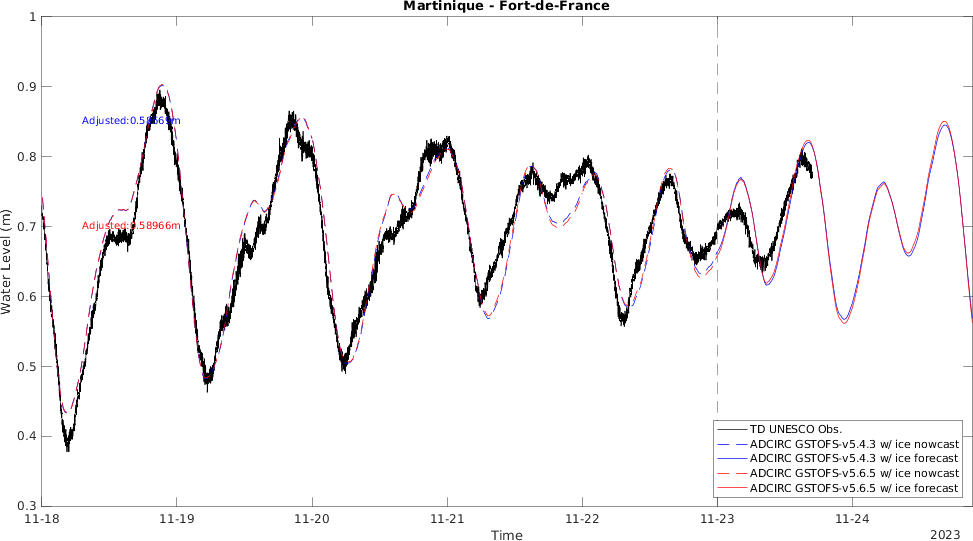 Martinique - Fort-de-France
Water Level (m)
1
0.9
0.8
0.7
0.6
0.5
0.4
0.3
Adjusted:0.58669m
Adjusted:0.58966m
TD UNESCO Obs.
ADCIRC GSTOFS-v5.4.3 w/ ice nowcast
ADCIRC GSTOFS-v5.4.3 w/ ice forecast
ADCIRC GSTOFS-v5.6.5 w/ ice nowcast
ADCIRC GSTOFS-v5.6.5 w/ ice forecast
11-18 11-19 11-20 11-21 11-22 11-23 11-24
Time
2023